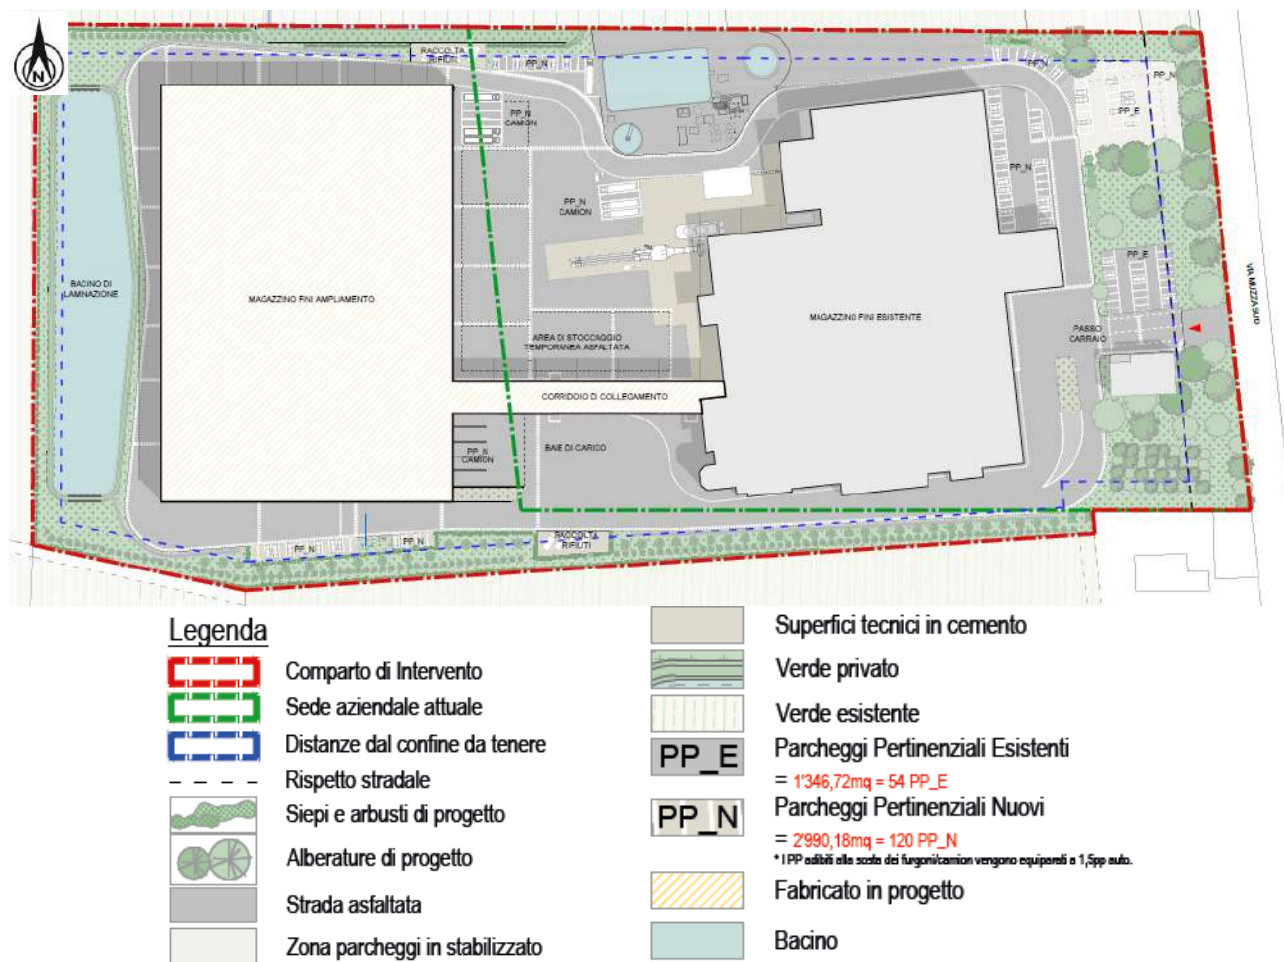 N
RACCOLTA
RIFIUTI
PP_N
PP_N
PP_N
PP_E
PP_N
CAMION
PP_N
PP_N
CAMION
PP_E
BACINO DI
LAMINAZIONE
MAGAZZINO FINI AMPLIAMENTO
MAGAZZINO FINI ESISTENTE
VIA MUZZA SUD
AREA DI STOCCAGGIO
TEMPORANEA ASFALTATA
PASSO
CARRAIO
CORRIDOIO DI COLLEGAMENTO
PP_N
CAMION
BAIE DI CARICO
PP_N
PP_N
RACCOLTA
RIFIUTI
Legenda
Comparto di Intervento
Sede aziendale attuale
Distanze dal confine da tenere
Rispetto stradale
Siepi e arbusti di progetto
Alberature di progetto
Strada asfaltata
Zona parcheggi in stabilizzato
Superfici tecnici in cemento
Verde privato
Verde esistente
PP_E
Parcheggi Pertinenziali Esistenti
= 1'346,72mq = 54 PP_E
PP_N
Parcheggi Pertinenziali Nuovi
= 2'990,18mq = 120 PP_N
* I PP adibiti alla sosta dei furgoni/camion vengono equiparati a 1,5pp auto.
Fabricato in progetto
Bacino